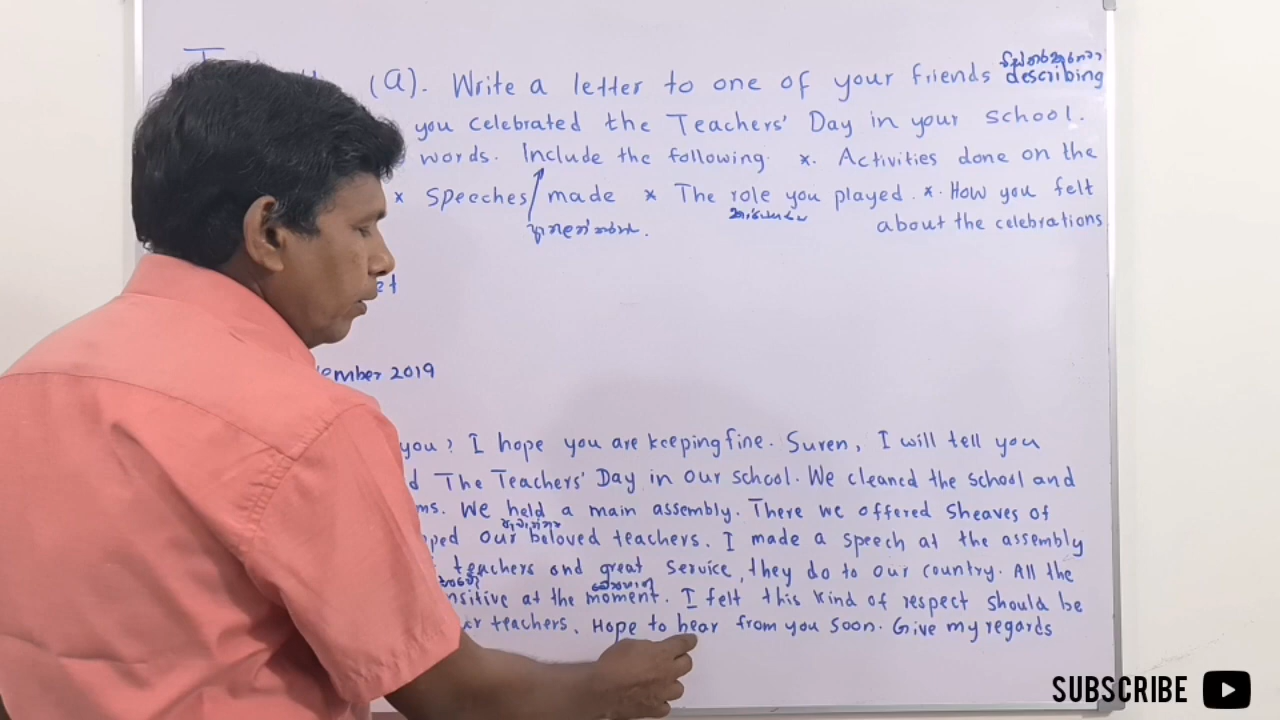 (a). Write a letter to one of your friends describing
you celebrated the Teachers' Day in your school.
words. Include the following * Activities done on the
* Speeches made * The role you played. * How you felt
about the celebrations
2019
you? I hope you are keeping fine. Suren, I will tell you
The Teachers' Day in our school. We cleaned the school and
We held a main assembly. There we offered sheaves of
our beloved teachers. I made a speech at the assembly
teachers and great service, they do to our country. All the
at the moment. I felt this kind of respect should be
teachers. Hope to hear from you soon. Give my regards
SUBSCRIBE